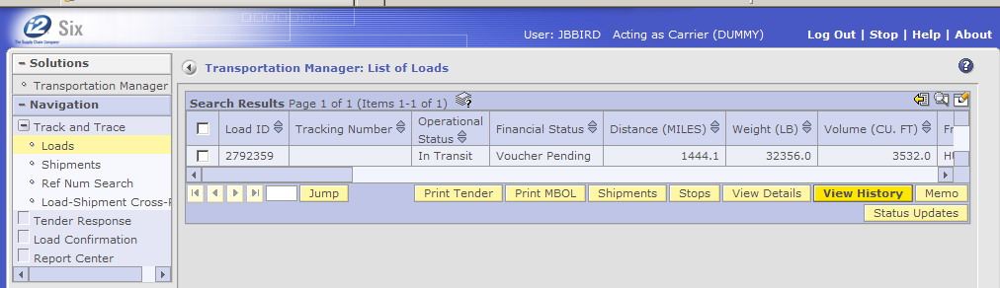 i2 Six
The Supply Chain Company
User: JBBIRD Acting as Carrier (DUMMY) Log Out | Stop | Help | About
Solutions
Transportation Manager
Navigation
Track and Trace
Loads
Shipments
Ref Num Search
Load-Shipment Cross-
Tender Response
Load Confirmation
Report Center
Transportation Manager: List of Loads
Search Results Page 1 of 1 (Items 1-1 of 1)
Load ID Tracking Number Operational Status Financial Status Distance (MILES) Weight (LB) Volume (CU. FT)
2792359 In Transit Voucher Pending 1444.1 32356.0 3532.0
Jump Print Tender Print MBOL Shipments Stops View Details View History Memo
Status Updates